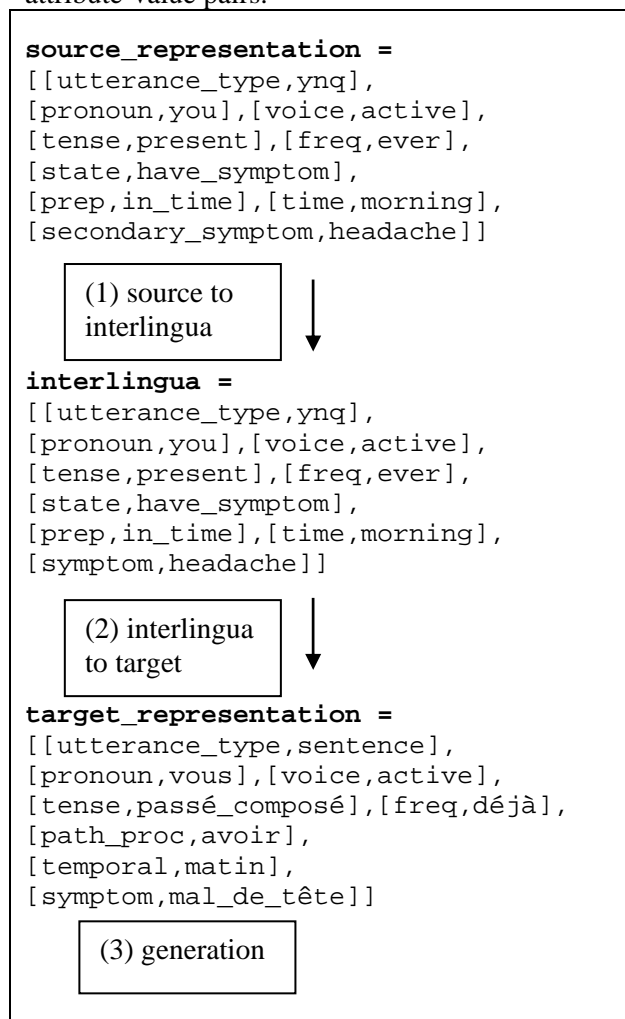 attribute-value pairs.
source_representation =
[[utterance_type,ynq],
[pronoun,you],[voice,active],
[tense,present],[freq,ever],
[state,have_symptom],
[prep,in_time],[time,morning],
[secondary_symptom,headache]]
(1) source to
interlingua
interlingua =
[[utterance_type,ynq],
[pronoun,you],[voice,active],
[tense,present],[freq,ever],
[state,have_symptom],
[prep,in_time],[time,morning],
[symptom,headache]]
(2) interlingua
to target
target_representation =
[[utterance_type,sentence],
[pronoun,vous],[voice,active],
[tense,passé_composé],[freq,déjà],
[path_proc,avoir],
[temporal,matin],
[symptom,mal_de_tête]]
(3) generation